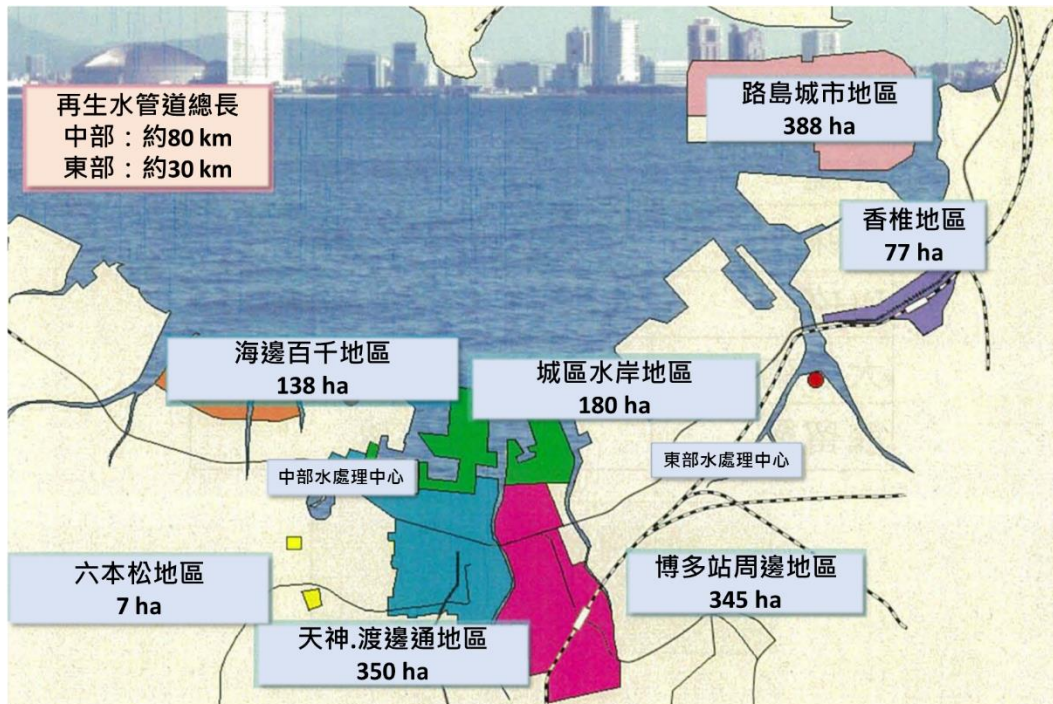 再生水管道總長
中部：約80 km
東部：約30 km
路島城市地區
388 ha
香椎地區
77 ha
海邊百千地區
138 ha
城區水岸地區
180 ha
中部水處理中心
東部水處理中心
六本松地區
7 ha
博多站周邊地區
345 ha
天神.渡邊通地區
350 ha